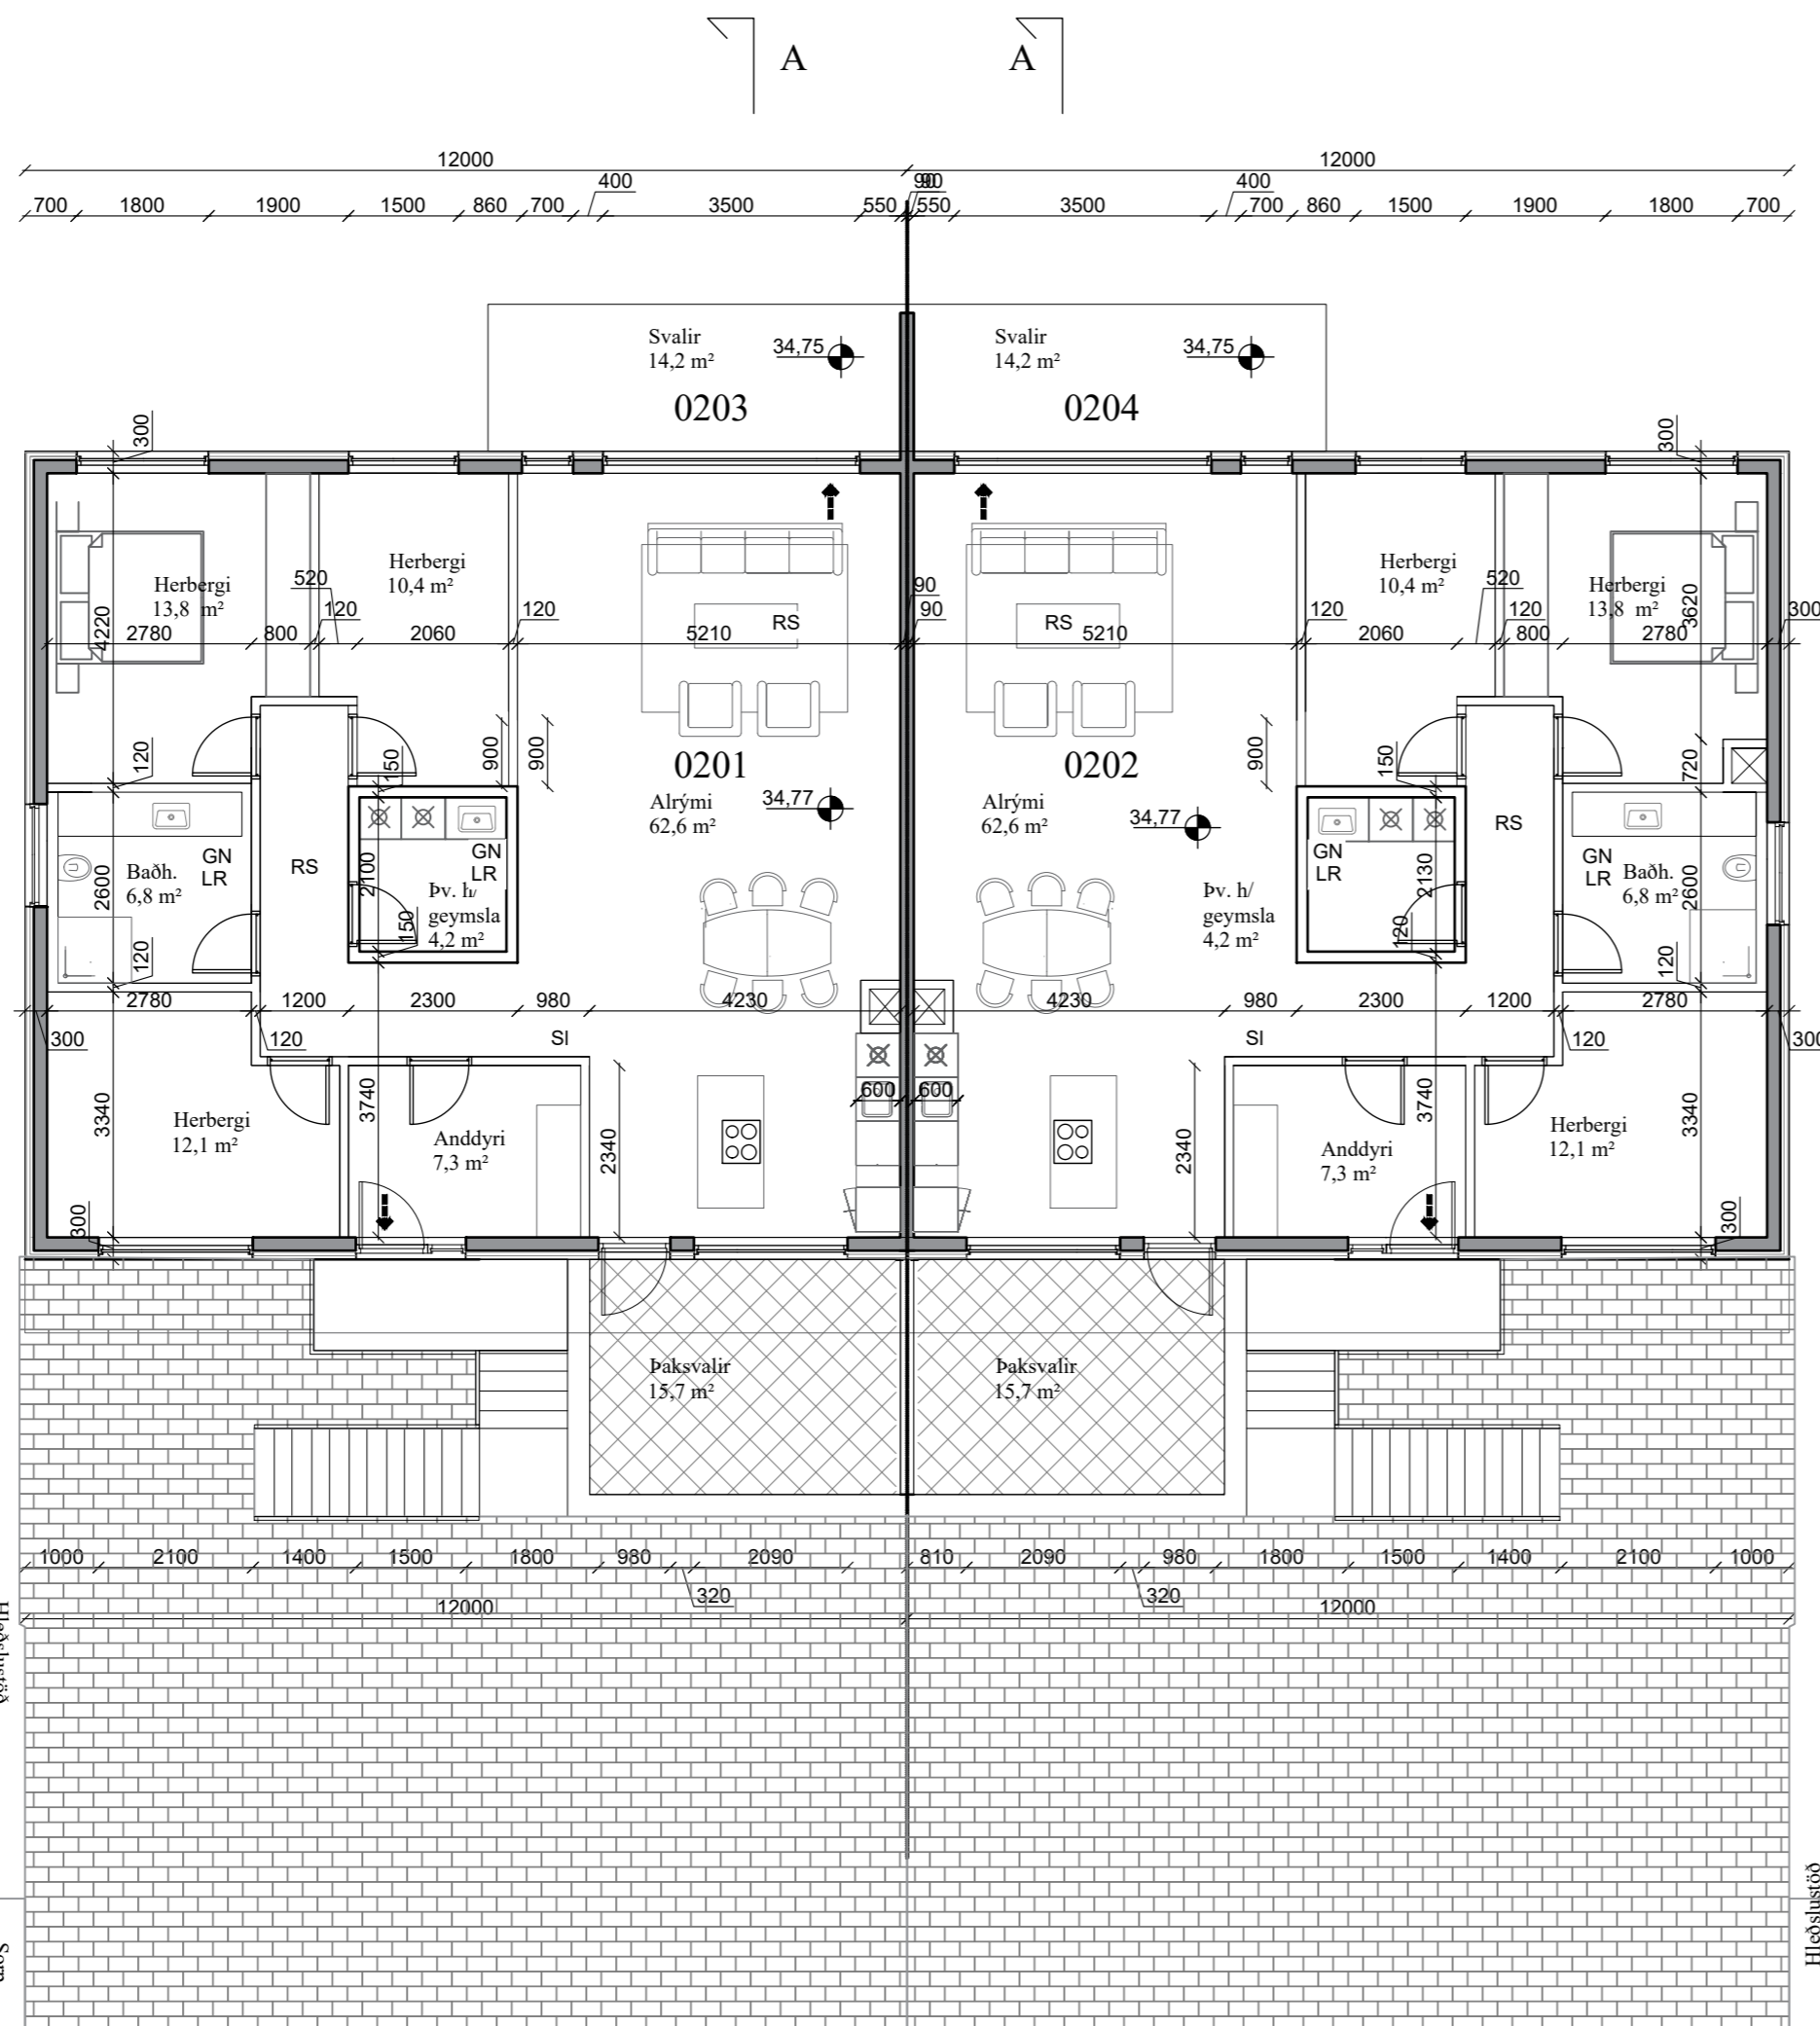 A A
12000 12000
400 90 90 400
700 1800 1900 1500 860 700 3500 550 550 3500 700 860 1500 1900 1800 700
Svalir
14,2 m²
34,75
0203
Svalir
14,2 m²
34,75
0204
300 300
Herbergi
13,8 m²
Herbergi
10,4 m²
520
120
120
4220
2780 800 2060 5210
RS
90
90
RS
5210 2060 800 2780
120
Herbergi
10,4 m²
520
120
Herbergi
13,8 m²
3620
300
120
150
900
900
0201
Alrými
62,6 m²
34,77
0202
Alrými
62,6 m²
34,77
900
150
720
RS
GN
LR
Baðh.
6,8 m²
2600
RS
2100
GN
LR
Þv. h/
geymsla
4,2 m²
150
120
Þv. h/
geymsla
4,2 m²
GN
LR
2130
120
GN
LR
Baðh.
6,8 m²
2600
120
2780 1200 2300 980 4230 4230 980 2300 1200 2780
300 120 SI SI 120 300
3340
Herbergi
12,1 m²
3740
Anddyri
7,3 m²
2340
600 600
2340
Anddyri
7,3 m²
3740
Herbergi
12,1 m²
3340
300 300
Þaksvalir
15,7 m²
Þaksvalir
15,7 m²
1000 2100 1400 1500 1800 980 2090 810 2090 980 1800 1500 1400 2100 1000
320 320
12000 12000
Hleðslustöð
Sorp
Hleðslustöð